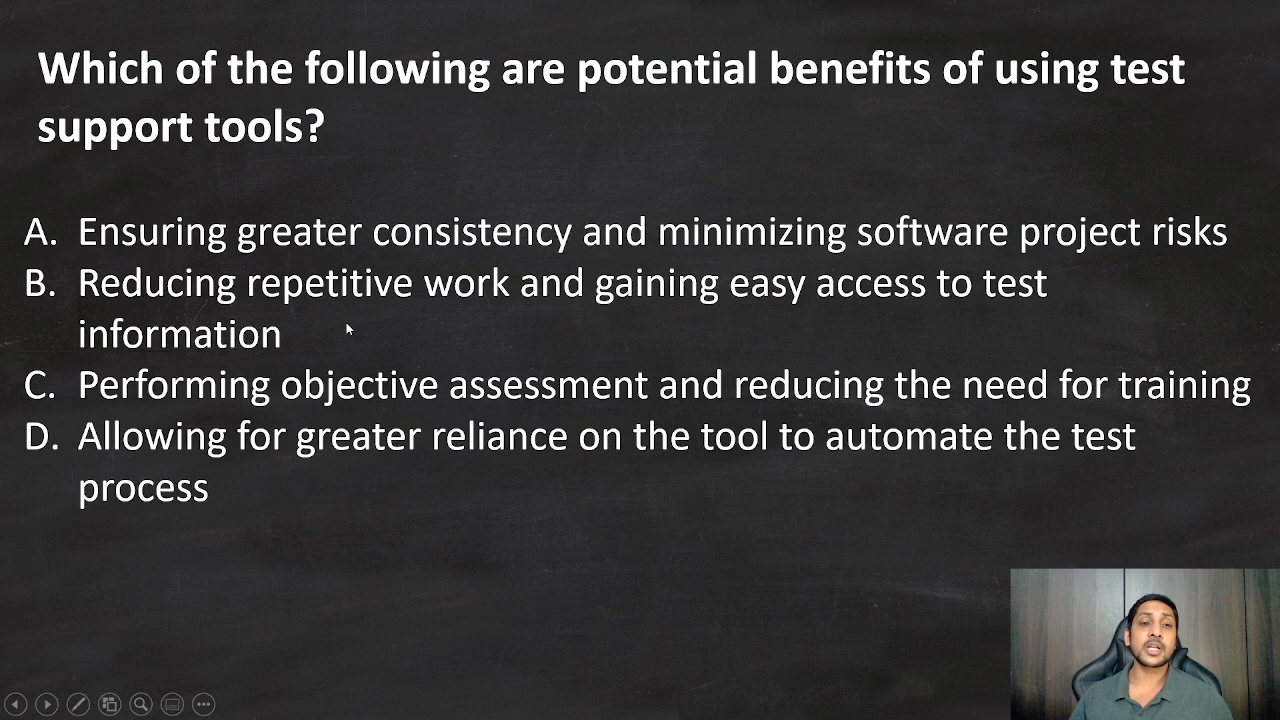 Which of the following are potential benefits of using test
support tools?
A. Ensuring greater consistency and minimizing software project risks
B. Reducing repetitive work and gaining easy access to test
information
C. Performing objective assessment and reducing the need for training
D. Allowing for greater reliance on the tool to automate the test
process